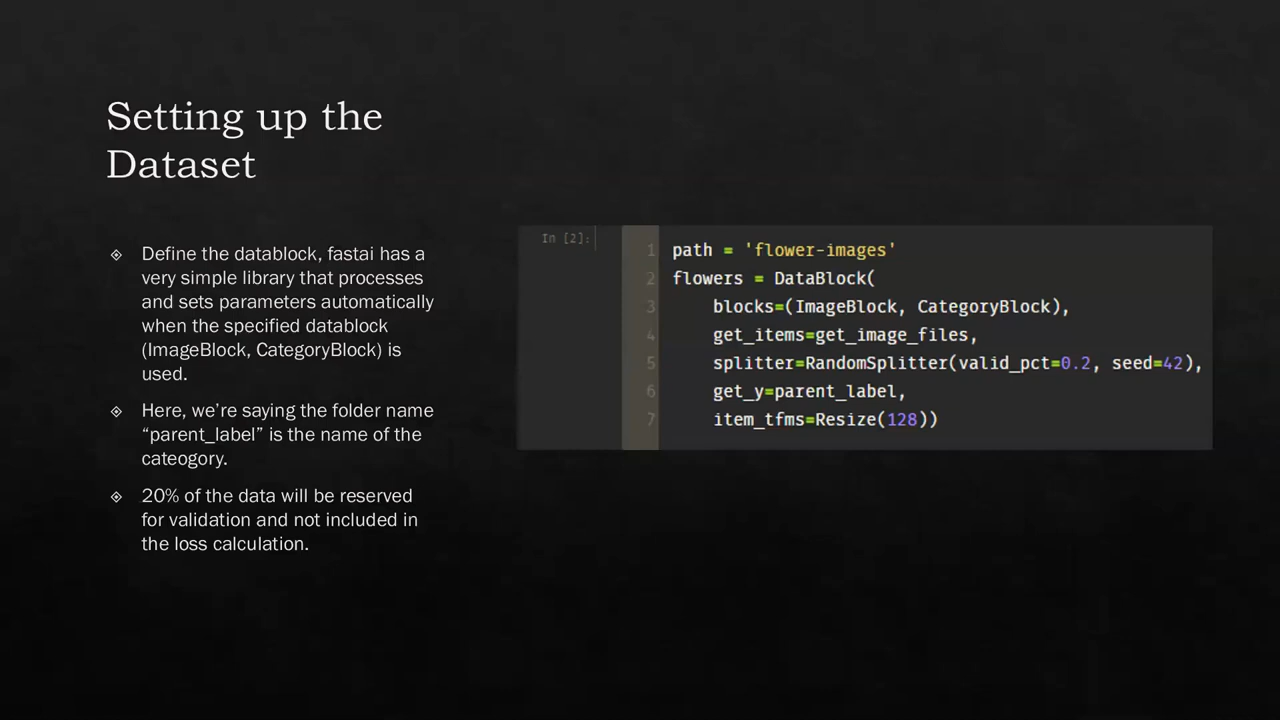 Setting up the
Dataset
Define the datablock, fastai has a
very simple library that processes
and sets parameters automatically
when the specified datablock
(ImageBlock, CategoryBlock) is
used.
Here, we’re saying the folder name
“parent_label” is the name of the
cateogory.
20% of the data will be reserved
for validation and not included in
the loss calculation.
In [2]:
1 path = 'flower-images'
2 flowers = DataBlock(
3     blocks=(ImageBlock, CategoryBlock),
4     get_items=get_image_files,
5     splitter=RandomSplitter(valid_pct=0.2, seed=42),
6     get_y=parent_label,
7     item_tfms=Resize(128))